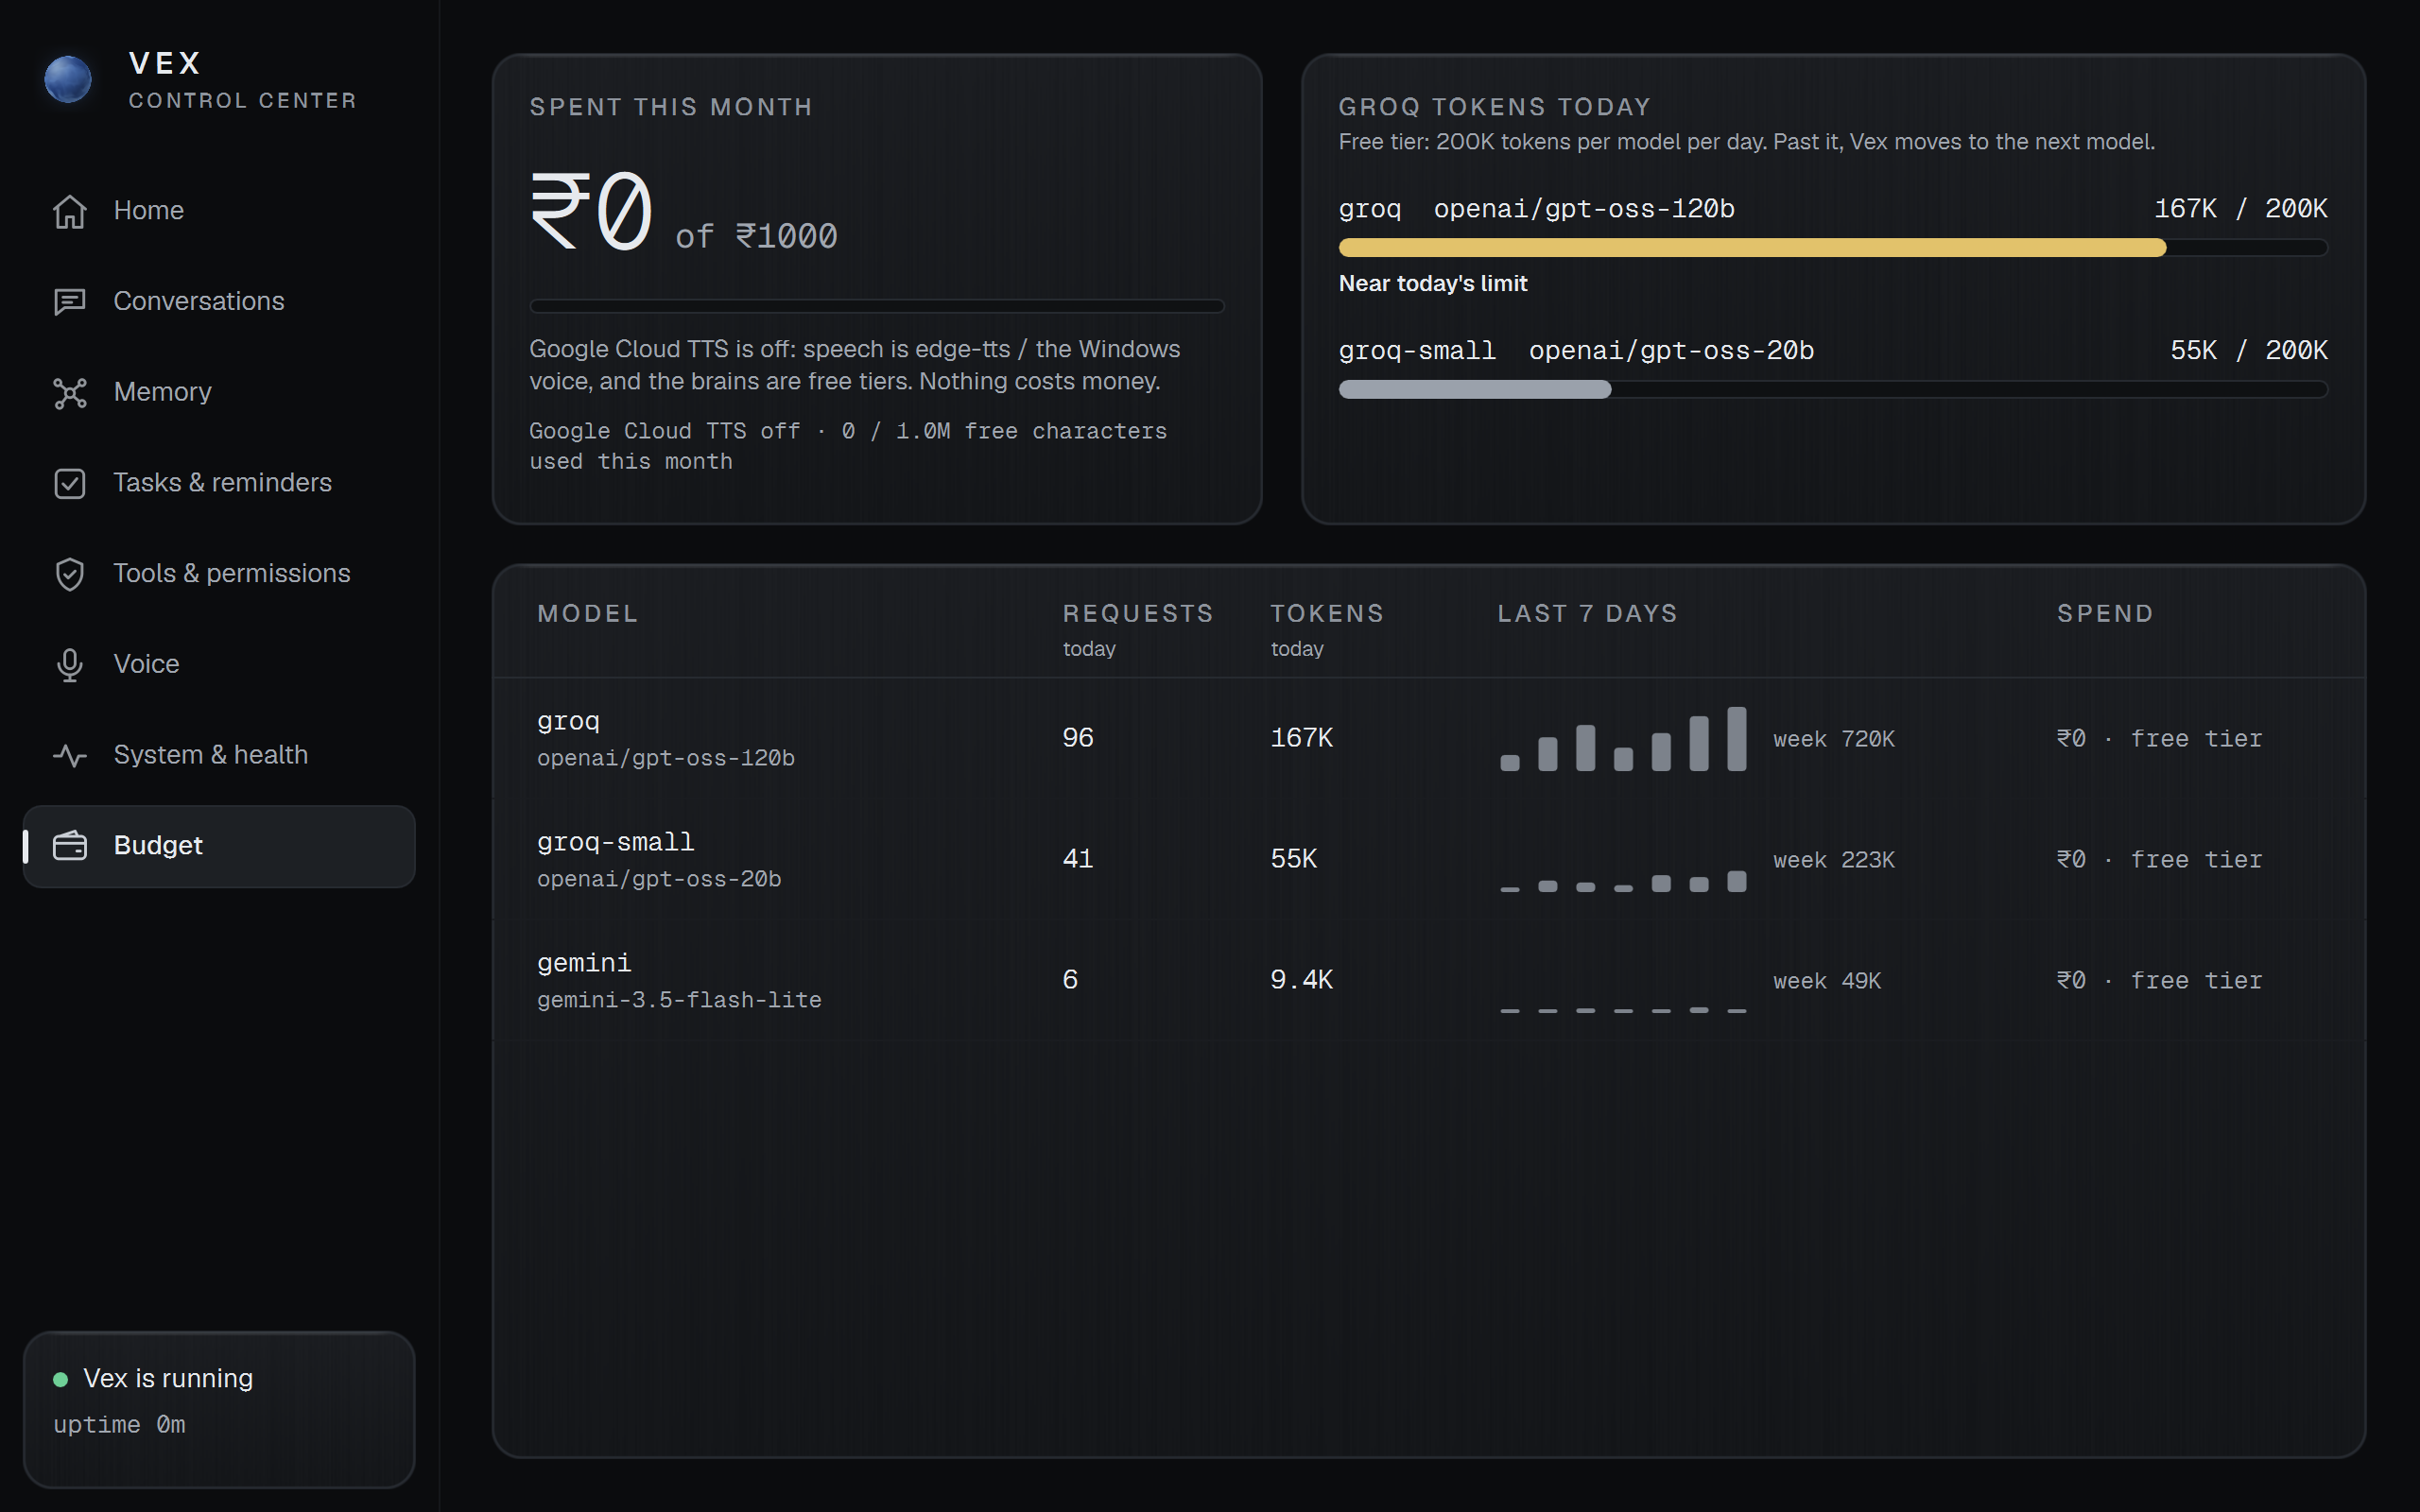 VEX
CONTROL CENTER
Home
Conversations
Memory
Tasks & reminders
Tools & permissions
Voice
System & health
Budget
Vex is running
uptime 0m
SPENT THIS MONTH
₹0 of ₹1000
Google Cloud TTS is off: speech is edge-tts / the Windows
voice, and the brains are free tiers. Nothing costs money.
Google Cloud TTS off · 0 / 1.0M free characters
used this month
GROQ TOKENS TODAY
Free tier: 200K tokens per model per day. Past it, Vex moves to the next model.
groq openai/gpt-oss-120b 167K / 200K
Near today's limit
groq-small openai/gpt-oss-20b 55K / 200K
MODEL REQUESTS TOKENS LAST 7 DAYS SPEND
today today
groq
openai/gpt-oss-120b
96 167K week 720K ₹0 · free tier
groq-small
openai/gpt-oss-20b
41 55K week 223K ₹0 · free tier
gemini
gemini-3.5-flash-lite
6 9.4K week 49K ₹0 · free tier